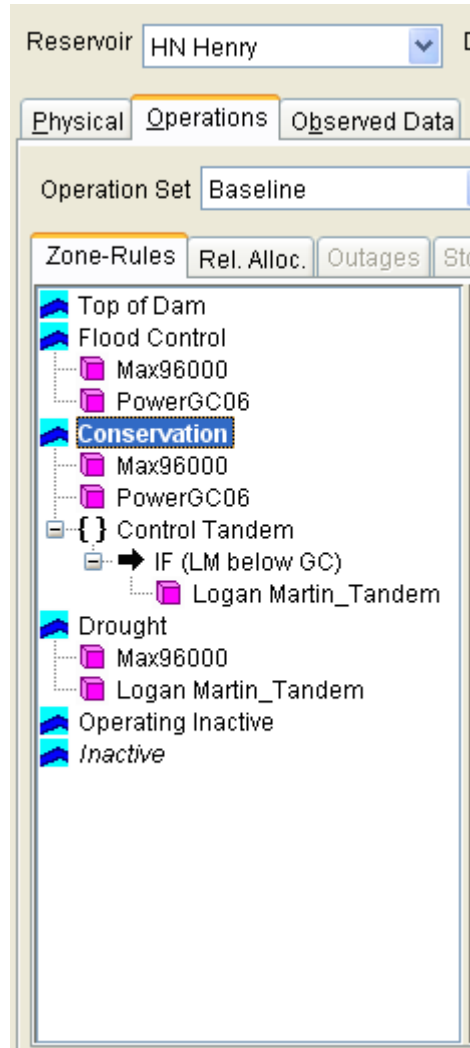 Reservoir HN Henry
Physical Operations Observed Data
Operation Set Baseline
Zone-Rules Rel. Alloc. Outages
Top of Dam
Flood Control
Max96000
PowerGC06
Conservation
Max96000
PowerGC06
{ } Control Tandem
IF (LM below GC)
Logan Martin_Tandem
Drought
Max96000
Logan Martin_Tandem
Operating Inactive
Inactive